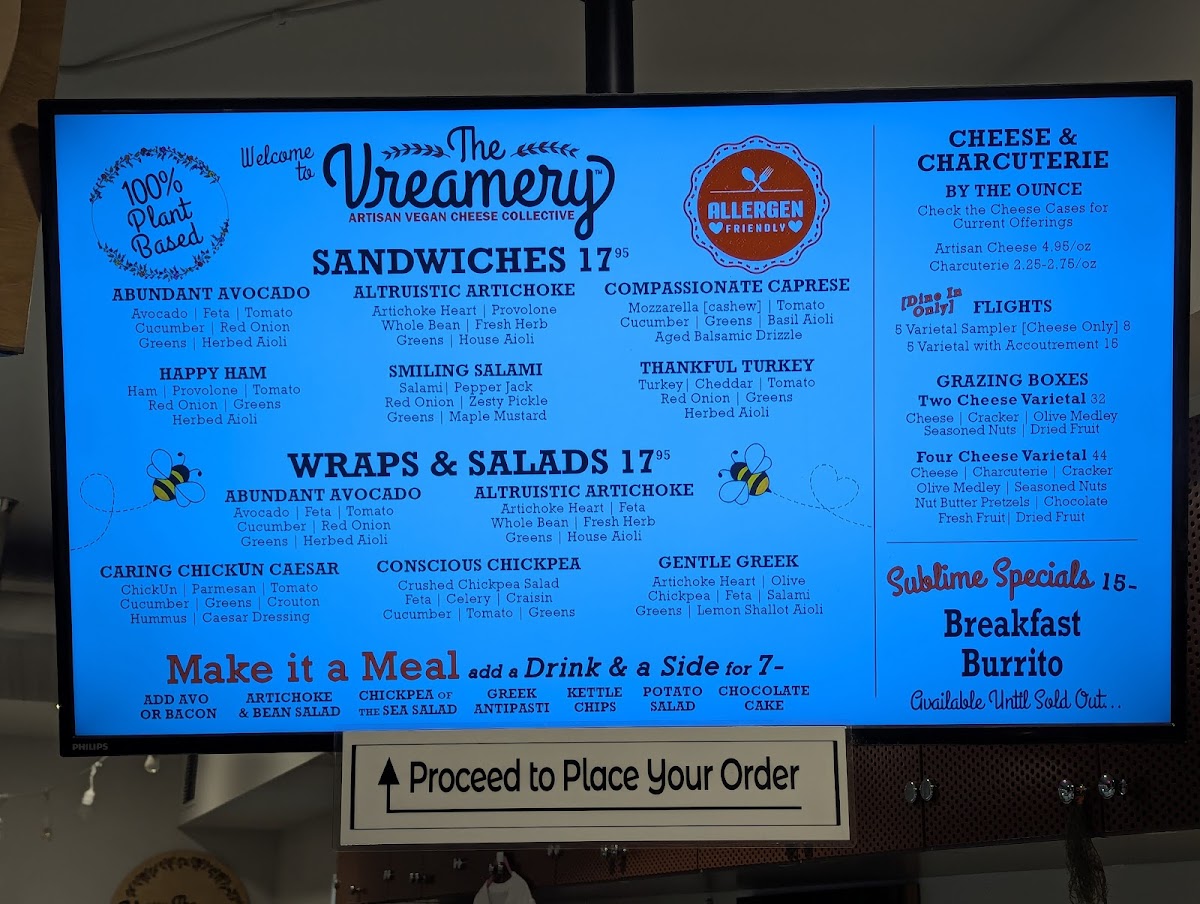 100%
Plant
Based
Welcome
to
The
Vreamery™
ARTISAN VEGAN CHEESE COLLECTIVE
ALLERGEN
FRIENDLY
SANDWICHES 17⁹⁵
ABUNDANT AVOCADO
Avocado | Feta | Tomato
Cucumber | Red Onion
Greens | Herbed Aioli
ALTRUISTIC ARTICHOKE
Artichoke Heart | Provolone
Whole Bean | Fresh Herb
Greens | House Aioli
COMPASSIONATE CAPRESE
Mozzarella [cashew] | Tomato
Cucumber | Greens | Basil Aioli
Aged Balsamic Drizzle
HAPPY HAM
Ham | Provolone | Tomato
Red Onion | Greens
Herbed Aioli
SMILING SALAMI
Salami | Pepper Jack
Red Onion | Zesty Pickle
Greens | Maple Mustard
THANKFUL TURKEY
Turkey | Cheddar | Tomato
Red Onion | Greens
Herbed Aioli
WRAPS & SALADS 17⁹⁵
ABUNDANT AVOCADO
Avocado | Feta | Tomato
Cucumber | Red Onion
Greens | Herbed Aioli
ALTRUISTIC ARTICHOKE
Artichoke Heart | Feta
Whole Bean | Fresh Herb
Greens | House Aioli
CARING CHICKUN CAESAR
ChickUn | Parmesan | Tomato
Cucumber | Greens | Crouton
Hummus | Caesar Dressing
CONSCIOUS CHICKPEA
Crushed Chickpea Salad
Feta | Celery | Craisin
Cucumber | Tomato | Greens
GENTLE GREEK
Artichoke Heart | Olive
Chickpea | Feta | Salami
Greens | Lemon Shallot Aioli
Make it a Meal add a Drink & a Side for 7-
ADD AVO
OR BACON
ARTICHOKE
& BEAN SALAD
CHICKPEA OF
THE SEA SALAD
GREEK
ANTIPASTI
KETTLE
CHIPS
POTATO
SALAD
CHOCOLATE
CAKE
CHEESE &
CHARCUTERIE
BY THE OUNCE
Check the Cheese Cases for
Current Offerings
Artisan Cheese 4.95/oz
Charcuterie 2.25-2.75/oz
[Dine In
Only]
FLIGHTS
5 Varietal Sampler [Cheese Only] 8
5 Varietal with Accoutrement 15
GRAZING BOXES
Two Cheese Varietal 32
Cheese | Cracker | Olive Medley
Seasoned Nuts | Dried Fruit
Four Cheese Varietal 44
Cheese | Charcuterie | Cracker
Olive Medley | Seasoned Nuts
Nut Butter Pretzels | Chocolate
Fresh Fruit | Dried Fruit
Sublime Specials 15-
Breakfast
Burrito
Available Until Sold Out...
PHILIPS
Proceed to Place Your Order
The